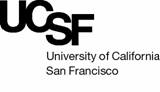 UCSF
University of California
San Francisco